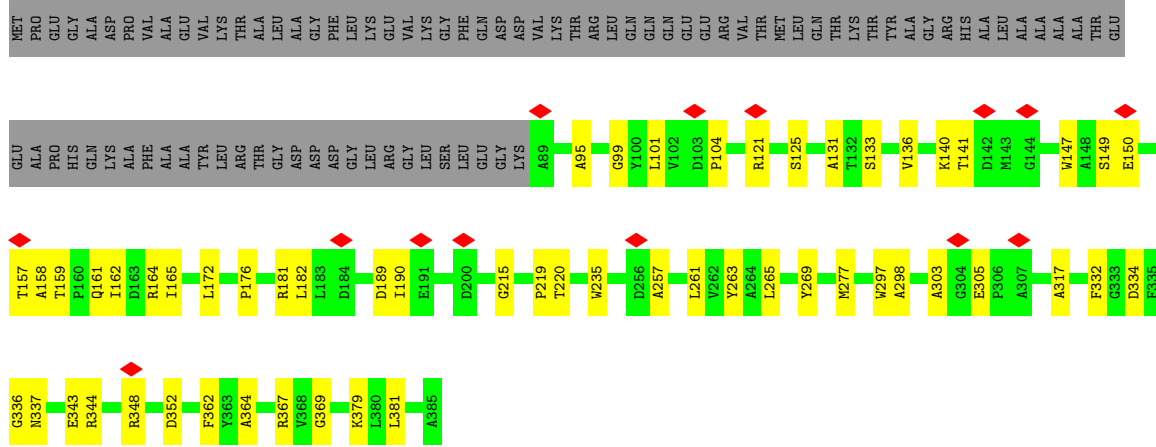 MET PRO GLU GLY ALA ASP PRO VAL ALA GLU VAL LYS THR ALA LEU ALA GLY PHE LEU LYS GLU VAL LYS GLY PHE GLN ASP ASP VAL LYS THR ARG LEU GLN GLN GLN GLU GLU ARG VAL THR MET LEU GLN THR LYS THR THR TYR ALA GLY ARG HIS ALA LEU ALA ALA ALA ALA THR GLU
GLU ALA PRO HIS GLN LYS ALA PHE ALA ALA TYR LEU ARG THR GLY ASP ASP ASP GLY LEU ARG GLY LEU SER LEU GLU GLY LYS A89 A95 G99 Y100 L101 V102 D103 P104 R121 S125 A131 T132 S133 V136 K140 T141 D142 M143 G144 W147 A148 S149 E150
T157 A158 T159 P160 Q161 I162 D163 R164 I165 L172 P176 R181 L182 L183 D184 D189 I190 E191 D200 G215 P219 T220 W235 D256 A257 L261 V262 Y263 A264 L265 Y269 M277 W297 A298 A303 G304 E305 P306 A307 A317 F332 G333 D334 F335
G336 N337 E343 R344 R348 D352 F362 Y363 A364 R367 V368 G369 K379 L380 L381 A385